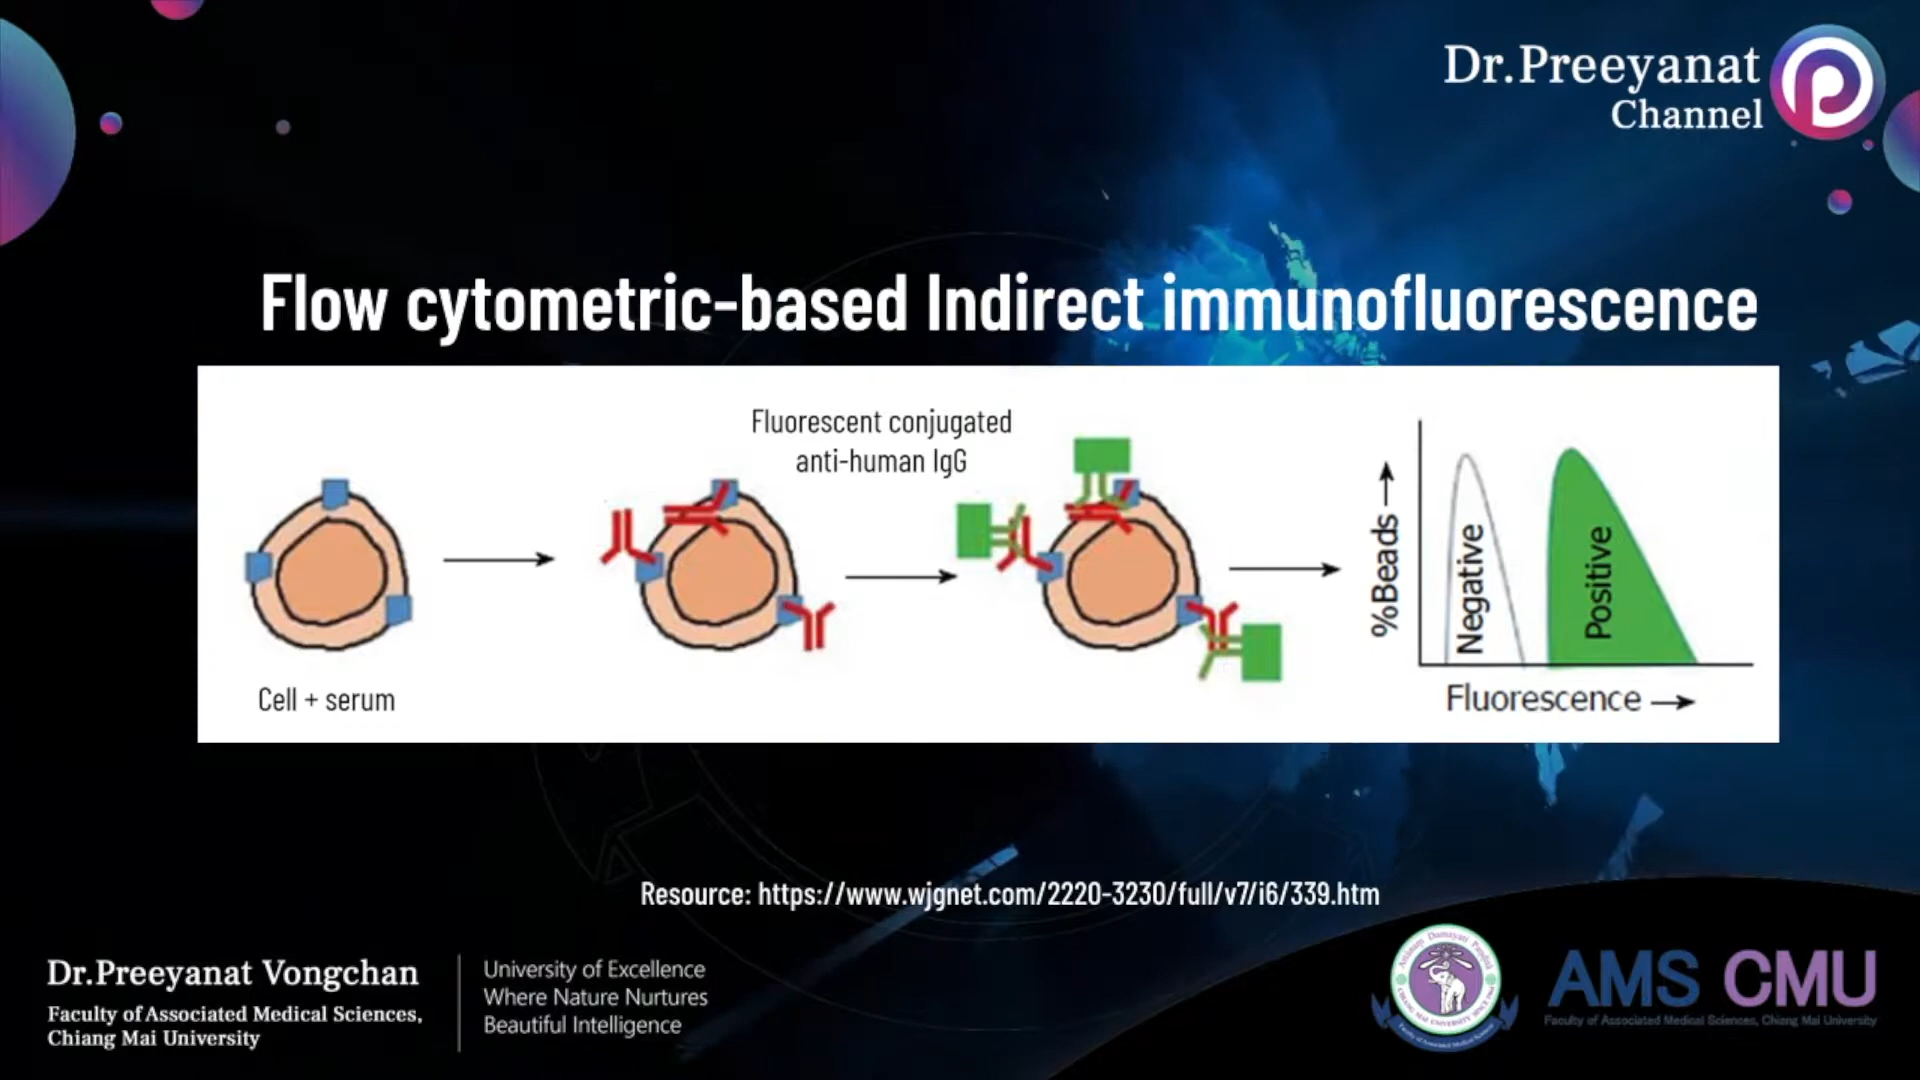 Dr.Preeyanat
Channel
Flow cytometric-based Indirect immunofluorescence
Fluorescent conjugated
anti-human IgG
Cell + serum
%Beads
Negative
Positive
Fluorescence
Resource: https://www.wjgnet.com/2220-3230/full/v7/i6/339.htm
Dr.Preeyanat Vongchan
Faculty of Associated Medical Sciences,
Chiang Mai University
University of Excellence
Where Nature Nurtures
Beautiful Intelligence
AMS CMU
Faculty of Associated Medical Sciences, Chiang Mai University